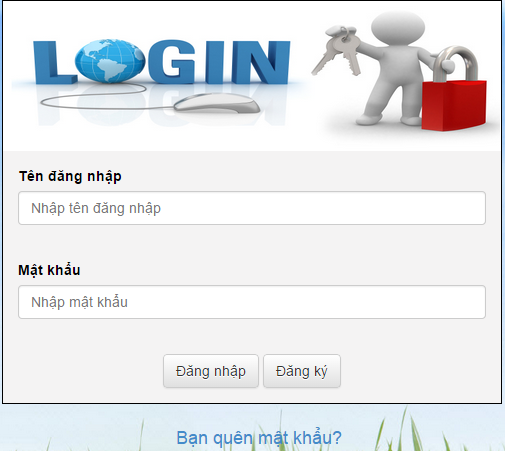 LOGIN
Tên đăng nhập
Nhập tên đăng nhập
Mật khẩu
Nhập mật khẩu
Đăng nhập Đăng ký
Bạn quên mật khẩu?